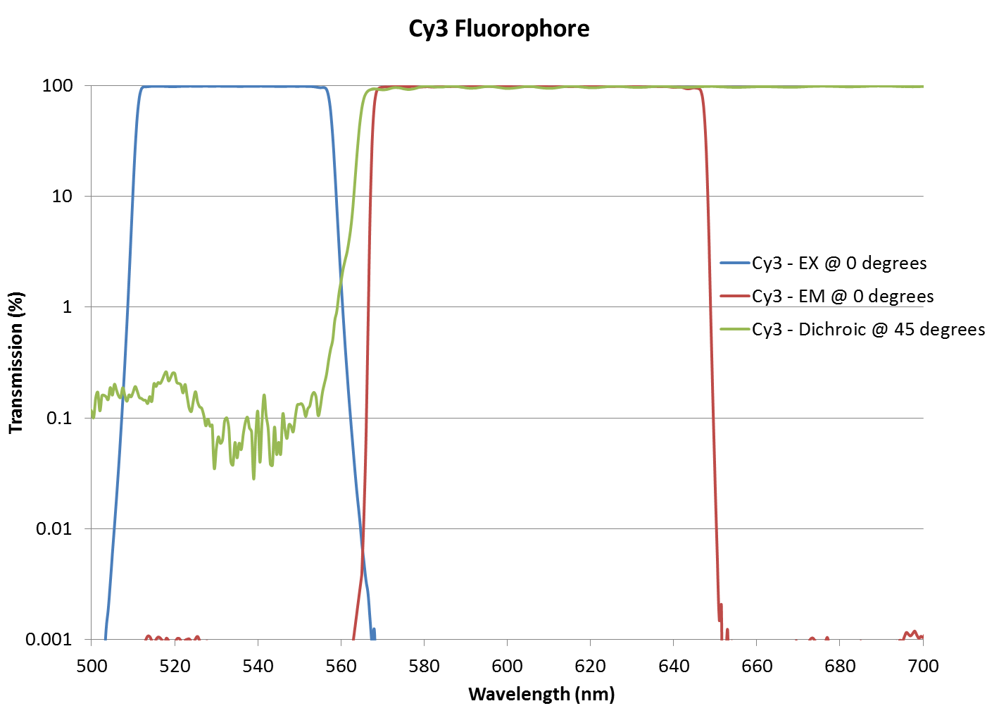 Cy3 Fluorophore
100
10
1
0.1
0.01
0.001
Transmission (%)
500 520 540 560 580 600 620 640 660 680 700
Wavelength (nm)
Cy3 - EX @ 0 degrees
Cy3 - EM @ 0 degrees
Cy3 - Dichroic @ 45 degrees